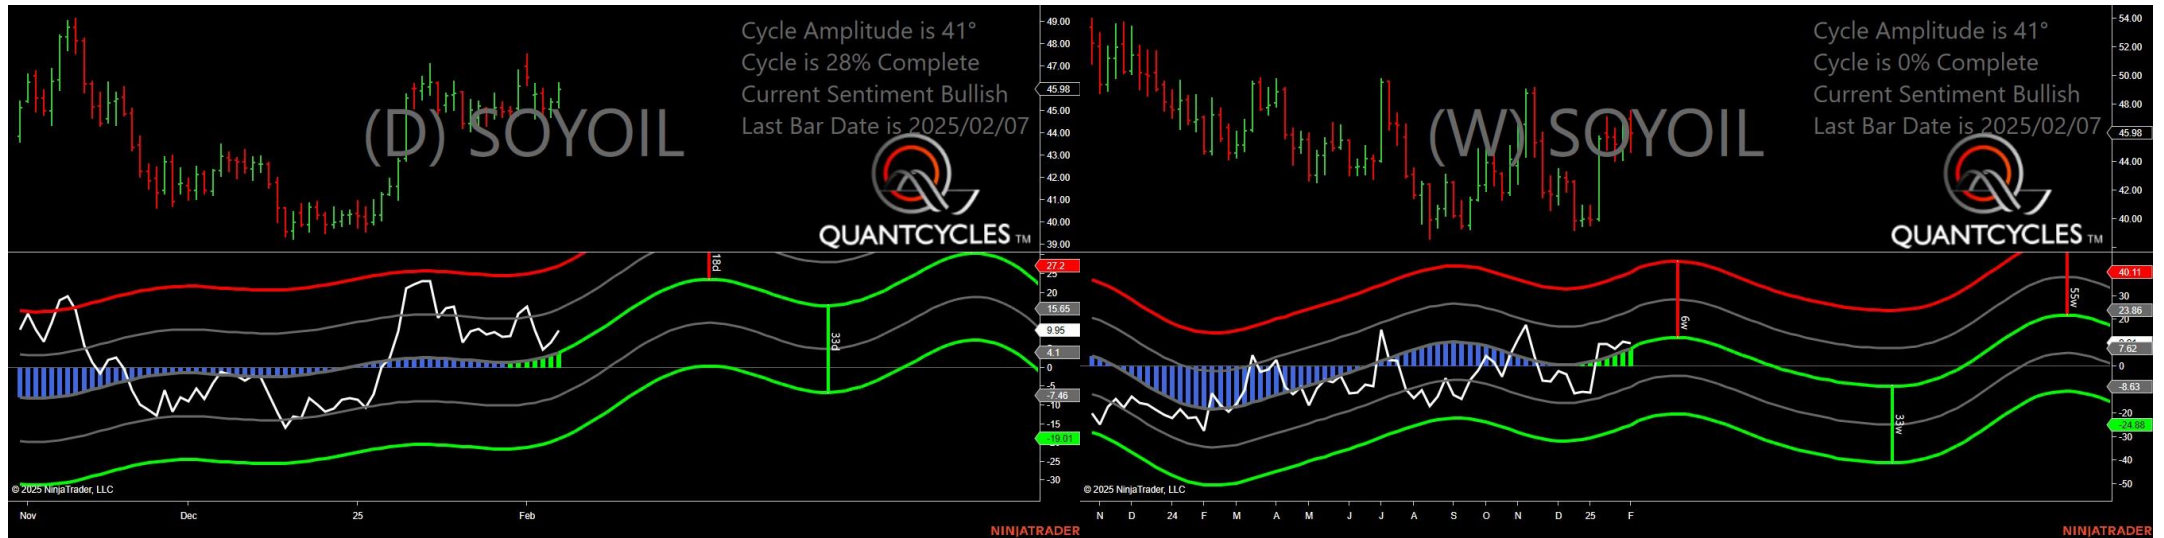 Cycle Amplitude is 41°
Cycle is 28% Complete
Current Sentiment Bullish
Last Bar Date is 2025/02/07
(D) SOYOIL
QUANTCYCLES TM
49.00
48.00
47.00
45.98
45.00
44.00
43.00
42.00
41.00
40.00
39.00
18d
33d
27.2
25
20
15.65
9.95
4.1
0
-5
-7.46
-10
-15
-19.01
-25
-30
© 2025 NinjaTrader, LLC
Nov Dec 25 Feb
NINJATRADER
Cycle Amplitude is 41°
Cycle is 0% Complete
Current Sentiment Bullish
Last Bar Date is 2025/02/07
(W) SOYOIL
QUANTCYCLES TM
54.00
52.00
50.00
48.00
45.98
44.00
42.00
40.00
6w
33w
55w
40.11
30
23.86
20
7.62
0
-8.63
-20
-24.88
-30
-40
-50
© 2025 NinjaTrader, LLC
N D 24 F M A M J J A S O N D 25 F
NINJATRADER